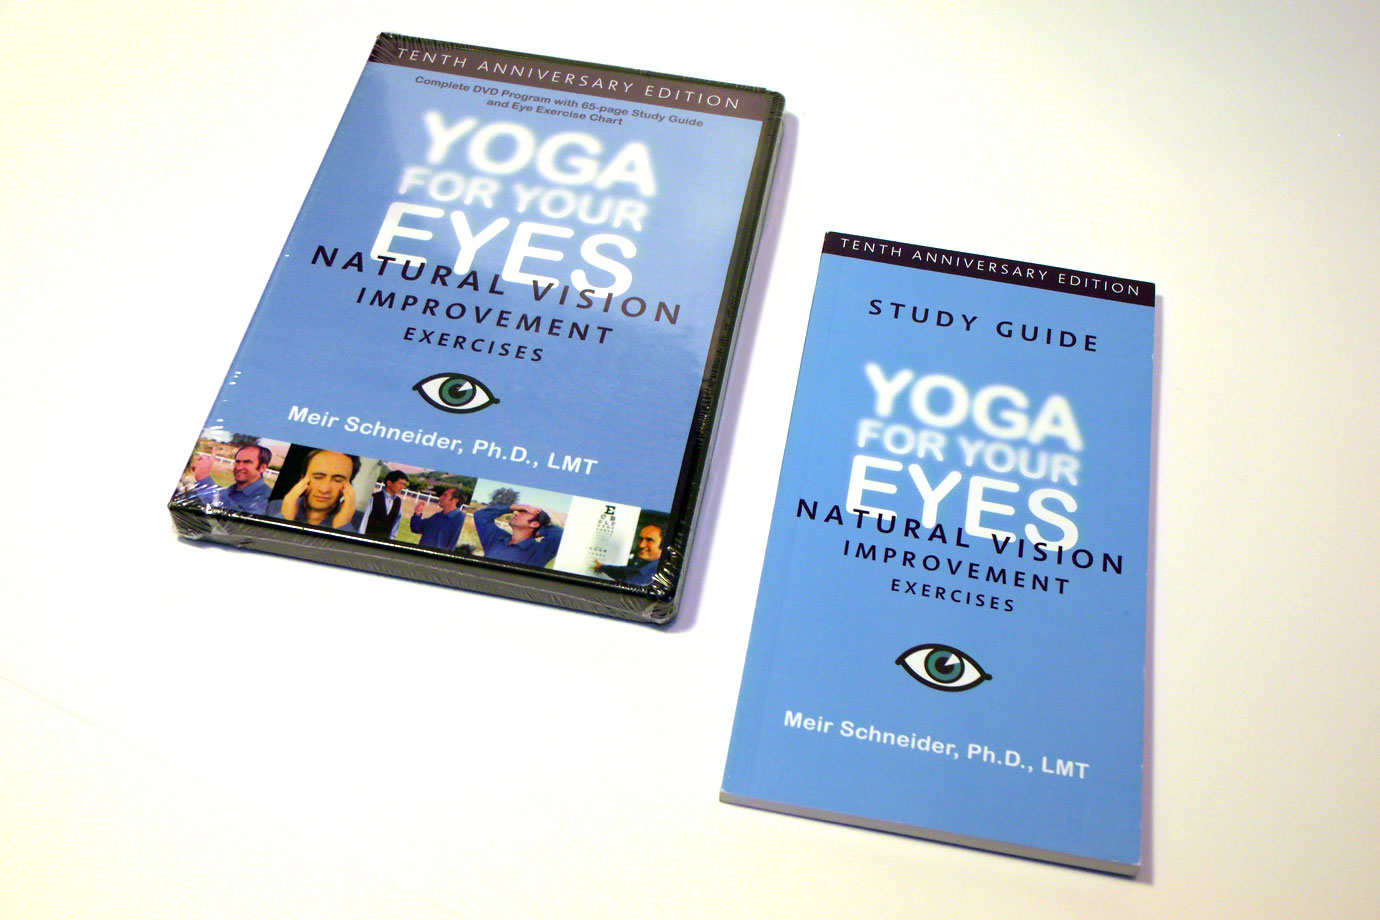 TENTH ANNIVERSARY EDITION
Complete DVD Program with 65-page Study Guide
and Eye Exercise Chart
YOGA
FOR YOUR
EYES
NATURAL VISION
IMPROVEMENT
EXERCISES
Meir Schneider, Ph.D., LMT
TENTH ANNIVERSARY EDITION
STUDY GUIDE
YOGA
FOR YOUR
EYES
NATURAL VISION
IMPROVEMENT
EXERCISES
Meir Schneider, Ph.D., LMT